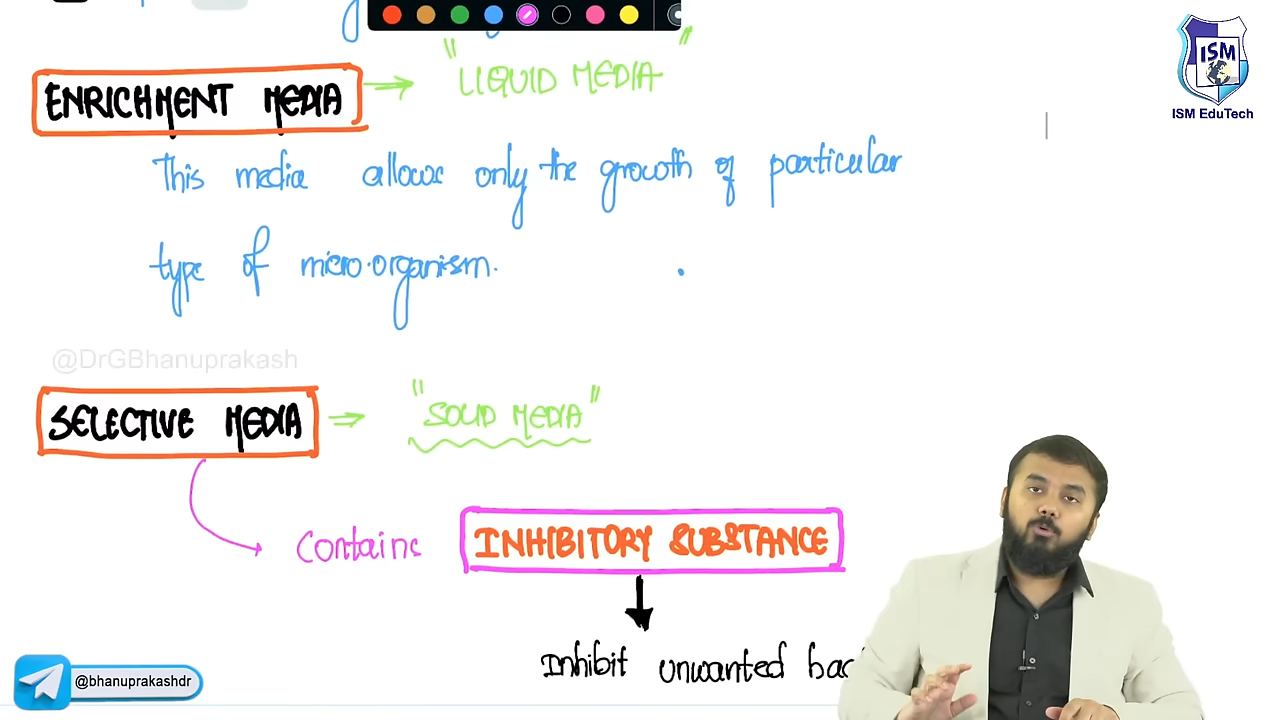 ISM
ISM EduTech
ENRICHMENT MEDIA → "LIQUID MEDIA"
This media allows only the growth of particular
type of micro.organism.
@DrGBhanuprakash
SELECTIVE MEDIA ⇒ "SOLID MEDIA"
Contains INHIBITORY SUBSTANCE
Inhibit unwanted
@bhanuprakashdr